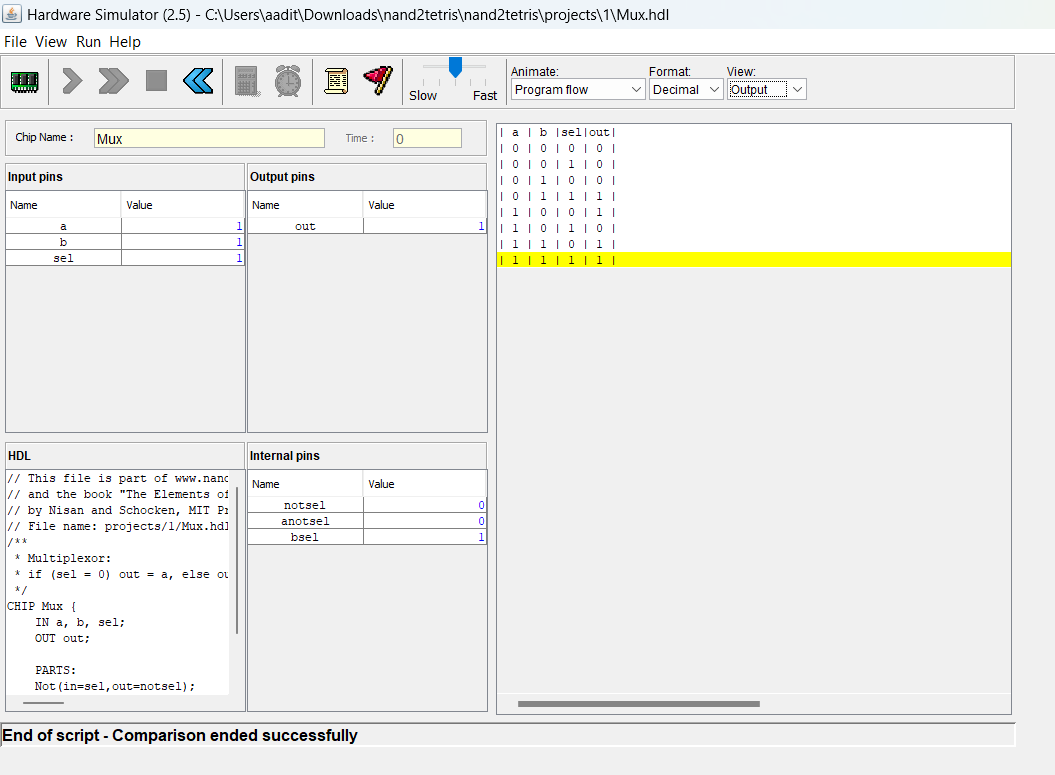 Hardware Simulator (2.5) - C:\Users\aadit\Downloads\nand2tetris\nand2tetris\projects\1\Mux.hdl
File View Run Help
Slow Fast
Animate: Format: View:
Program flow Decimal Output
Chip Name : Mux Time : 0
Input pins
Name Value
a 1
b 1
sel 1
Output pins
Name Value
out 1
| a | b |sel|out|
| 0 | 0 | 0 | 0 |
| 0 | 0 | 1 | 0 |
| 0 | 1 | 0 | 0 |
| 0 | 1 | 1 | 1 |
| 1 | 0 | 0 | 1 |
| 1 | 0 | 1 | 0 |
| 1 | 1 | 0 | 1 |
| 1 | 1 | 1 | 1 |
HDL
// This file is part of www.nand
// and the book "The Elements of
// by Nisan and Schocken, MIT Pr
// File name: projects/1/Mux.hdl
/**
* Multiplexor:
* if (sel = 0) out = a, else ou
*/
CHIP Mux {
IN a, b, sel;
OUT out;
PARTS:
Not(in=sel,out=notsel);
Internal pins
Name Value
notsel 0
anotsel 0
bsel 1
End of script - Comparison ended successfully